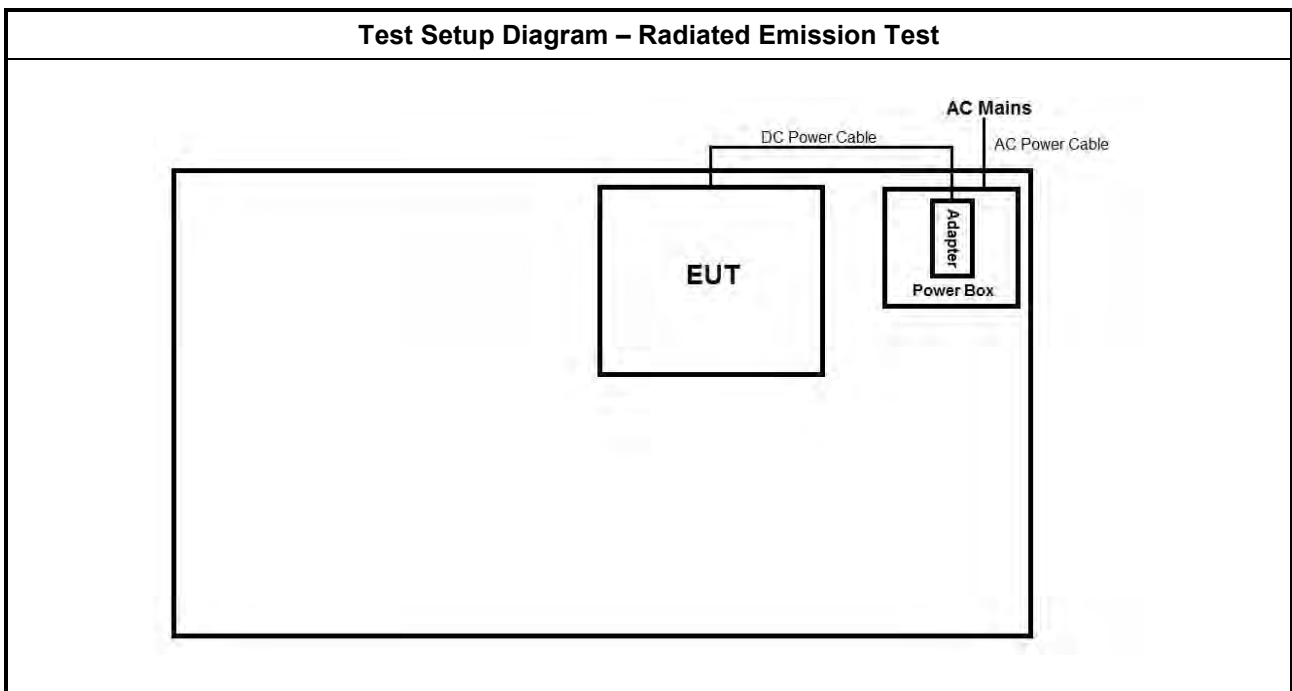 Test Setup Diagram – Radiated Emission Test
AC Mains
DC Power Cable
AC Power Cable
EUT
Adapter
Power Box